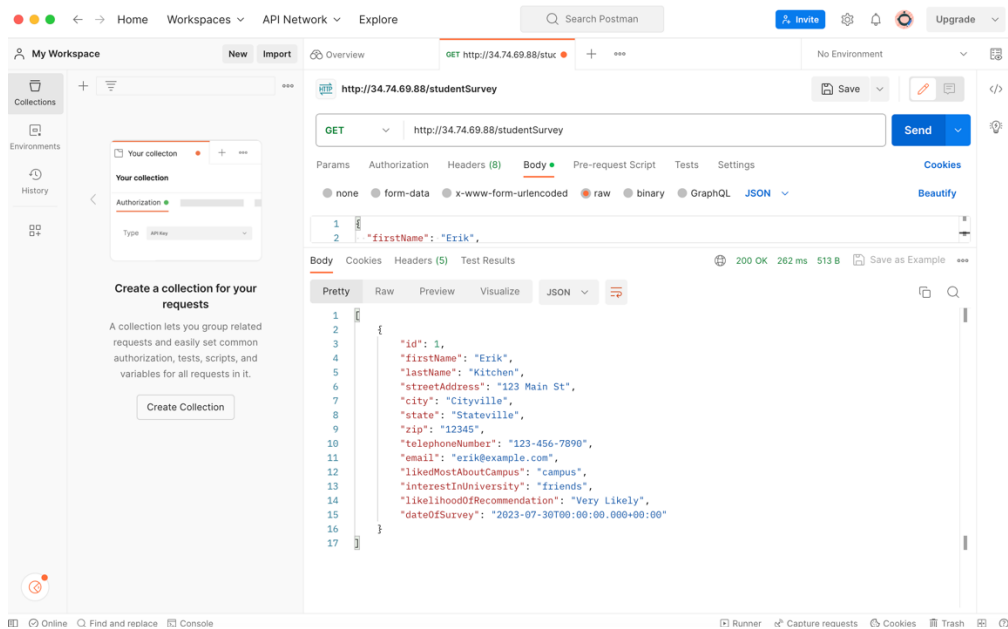 Home Workspaces API Network Explore Search Postman Invite Upgrade
My Workspace New Import Overview GET http://34.74.69.88/stuc No Environment
Collections
Environments
History
Your collecton
Your collection
Authorization
Type API Key
Create a collection for your
requests
A collection lets you group related
requests and easily set common
authorization, tests, scripts, and
variables for all requests in it.
Create Collection
HTTP http://34.74.69.88/studentSurvey Save
GET http://34.74.69.88/studentSurvey Send
Params Authorization Headers (8) Body Pre-request Script Tests Settings Cookies
none form-data x-www-form-urlencoded raw binary GraphQL JSON Beautify
1 {
2 "firstName": "Erik",
Body Cookies Headers (5) Test Results 200 OK 262 ms 513 B Save as Example
Pretty Raw Preview Visualize JSON
1 [
2 {
3 "id": 1,
4 "firstName": "Erik",
5 "lastName": "Kitchen",
6 "streetAddress": "123 Main St",
7 "city": "Cityville",
8 "state": "Stateville",
9 "zip": "12345",
10 "telephoneNumber": "123-456-7890",
11 "email": "erik@example.com",
12 "likedMostAboutCampus": "campus",
13 "interestInUniversity": "friends",
14 "likelihoodOfRecommendation": "Very Likely",
15 "dateOfSurvey": "2023-07-30T00:00:00.000+00:00"
16 }
17 ]
Online Find and replace Console Runner Capture requests Cookies Trash